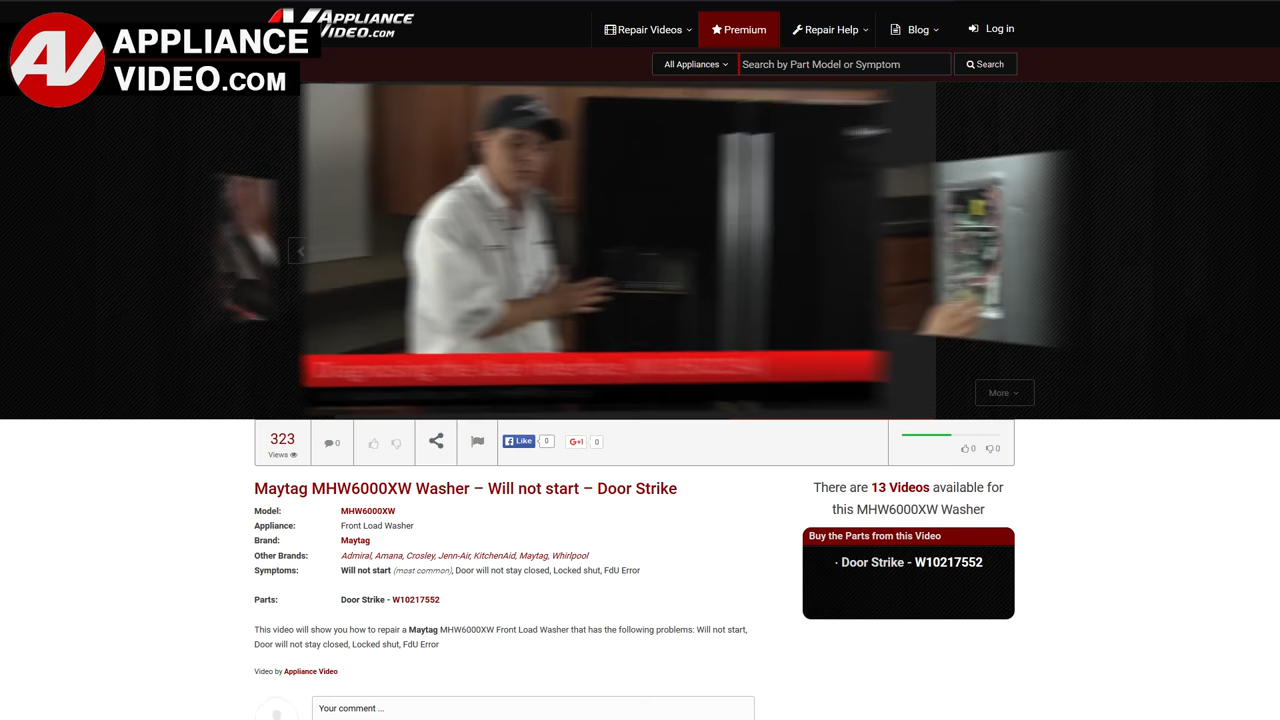 APPLIANCE
VIDEO.COM
APPLIANCE
VIDEO.COM
Repair Videos
Premium
Repair Help
Blog
Log in
All Appliances
Search by Part Model or Symptom
Search
Diagnosing the User Interface
More
323
Views
0
Like
0
G+1
0
0
0
Maytag MHW6000XW Washer – Will not start – Door Strike
Model: MHW6000XW
Appliance: Front Load Washer
Brand: Maytag
Other Brands: Admiral, Amana, Crosley, Jenn-Air, KitchenAid, Maytag, Whirlpool
Symptoms: Will not start (most common), Door will not stay closed, Locked shut, FdU Error
Parts: Door Strike - W10217552
This video will show you how to repair a Maytag MHW6000XW Front Load Washer that has the following problems: Will not start,
Door will not stay closed, Locked shut, FdU Error
Video by Appliance Video
Your comment ...
There are 13 Videos available for
this MHW6000XW Washer
Buy the Parts from this Video
· Door Strike - W10217552